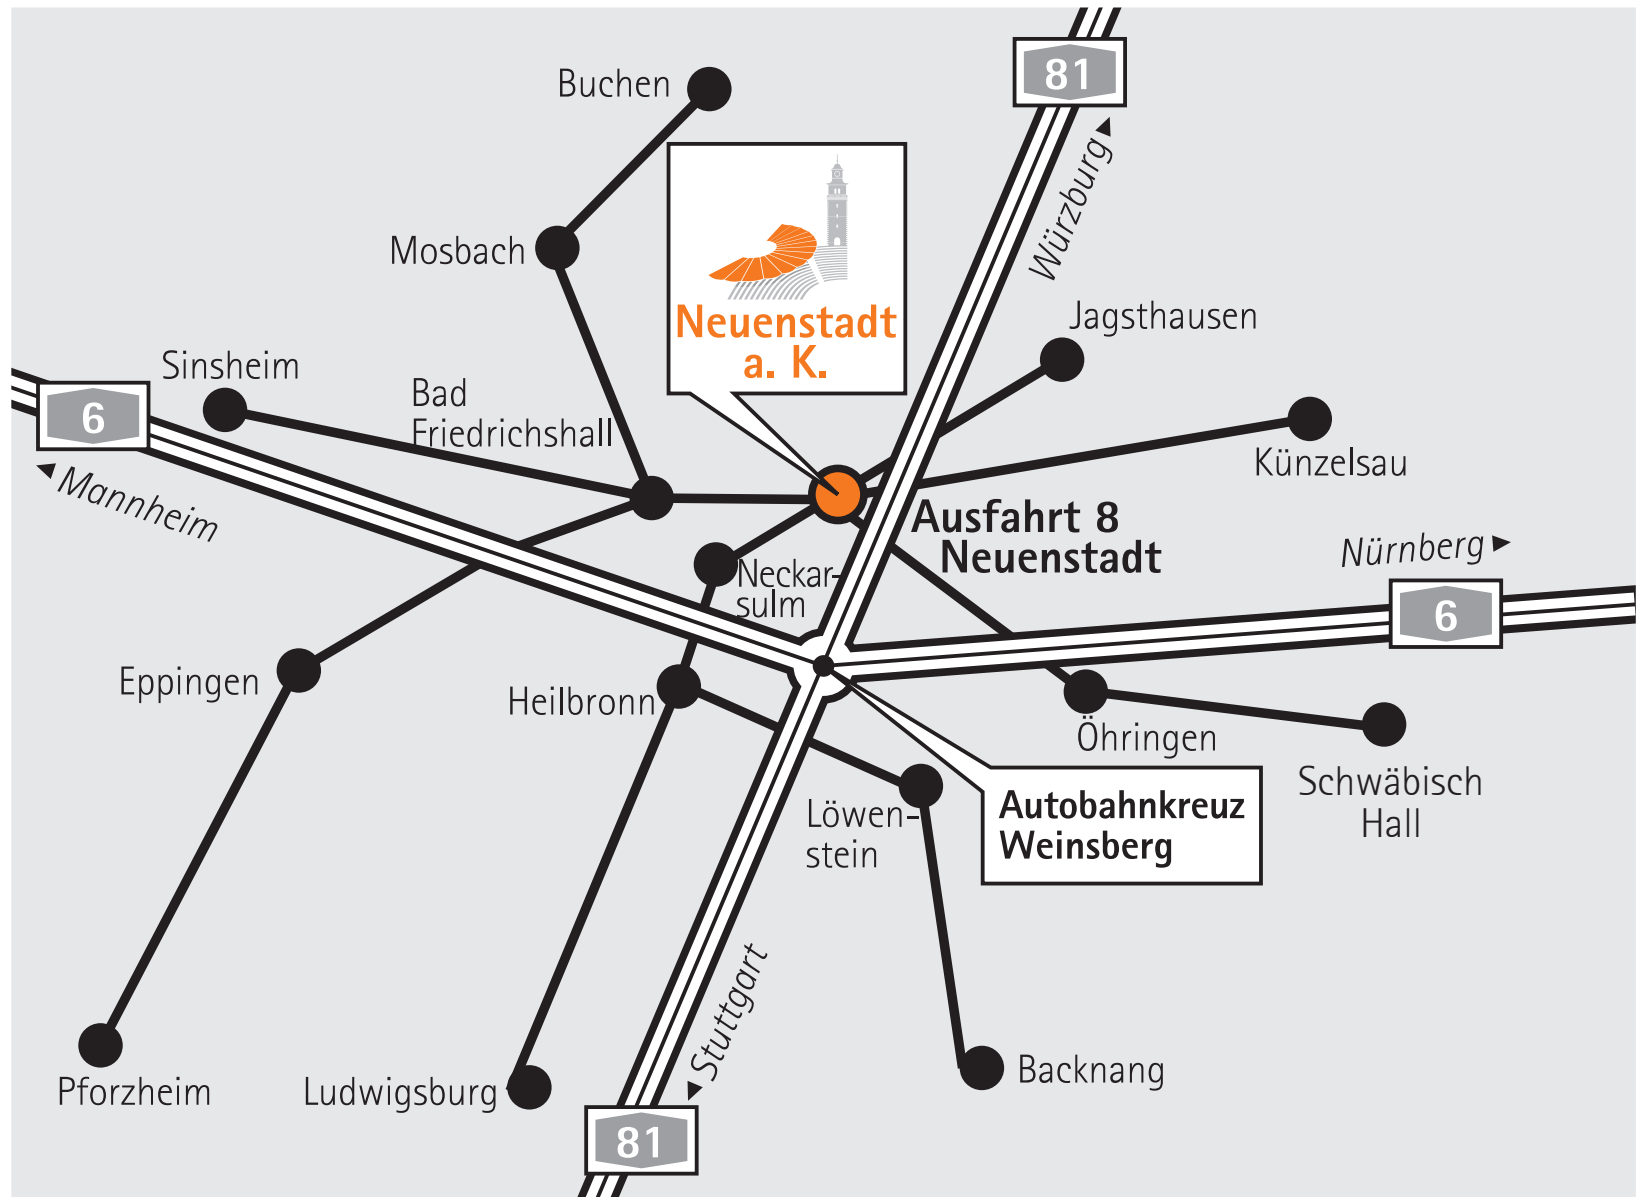 81
Buchen
Würzburg
Mosbach
Neuenstadt
a. K.
Jagsthausen
Sinsheim
Bad
Friedrichshall
6
Künzelsau
Mannheim
Ausfahrt 8
Neuenstadt
Nürnberg
Neckar-
sulm
6
Eppingen
Heilbronn
Öhringen
Schwäbisch
Hall
Autobahnkreuz
Weinsberg
Löwen-
stein
Stuttgart
Backnang
Pforzheim
Ludwigsburg
81